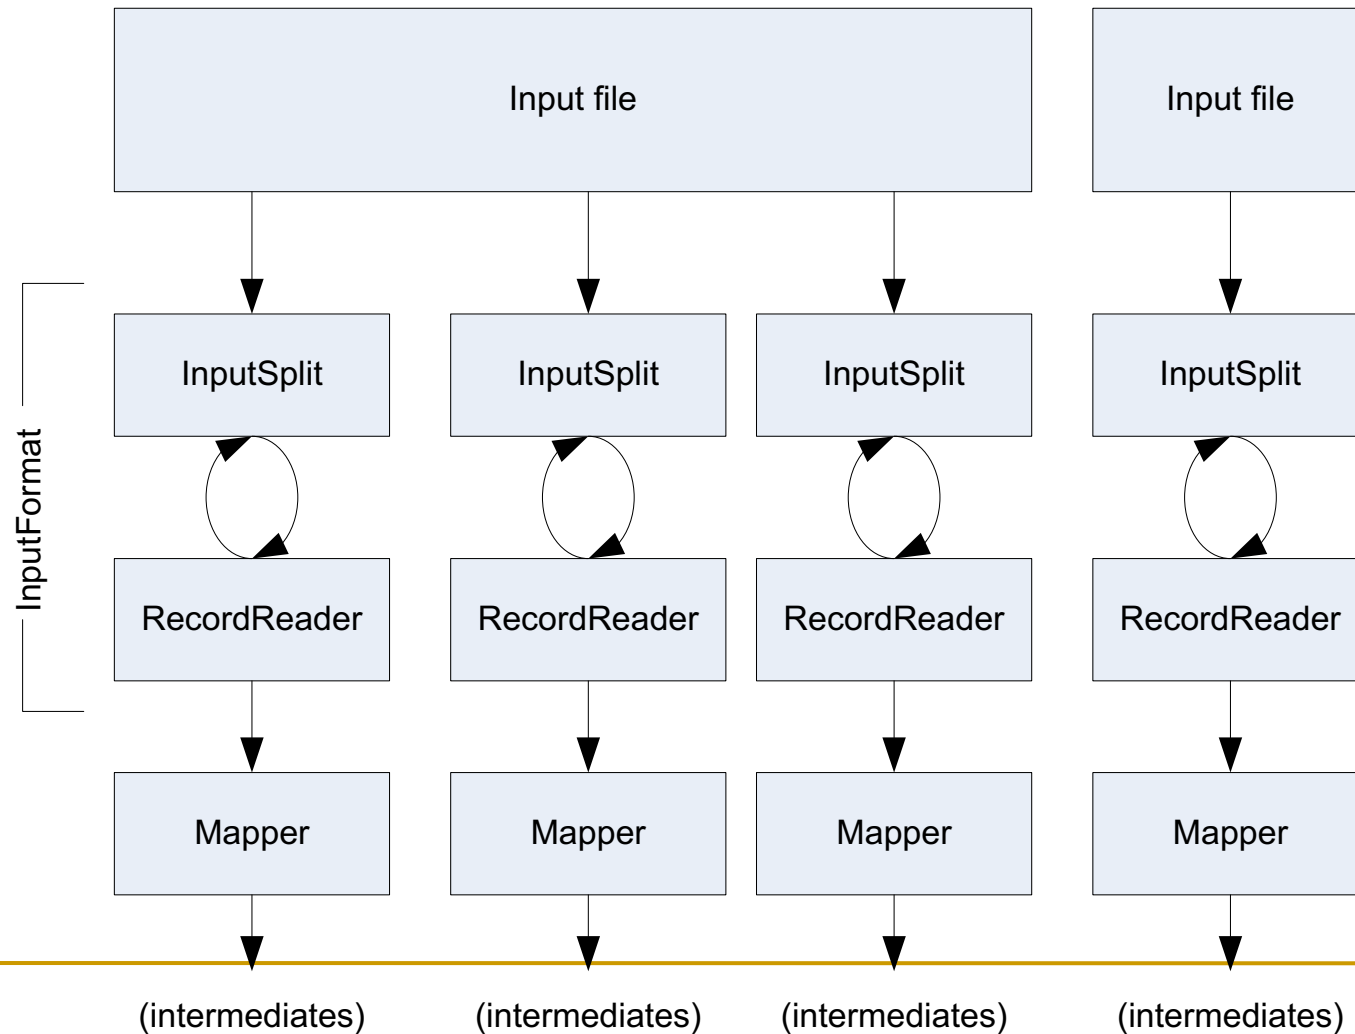 Input file
Input file
InputSplit
InputSplit
InputSplit
InputSplit
InputFormat
RecordReader
RecordReader
RecordReader
RecordReader
Mapper
Mapper
Mapper
Mapper
(intermediates)
(intermediates)
(intermediates)
(intermediates)